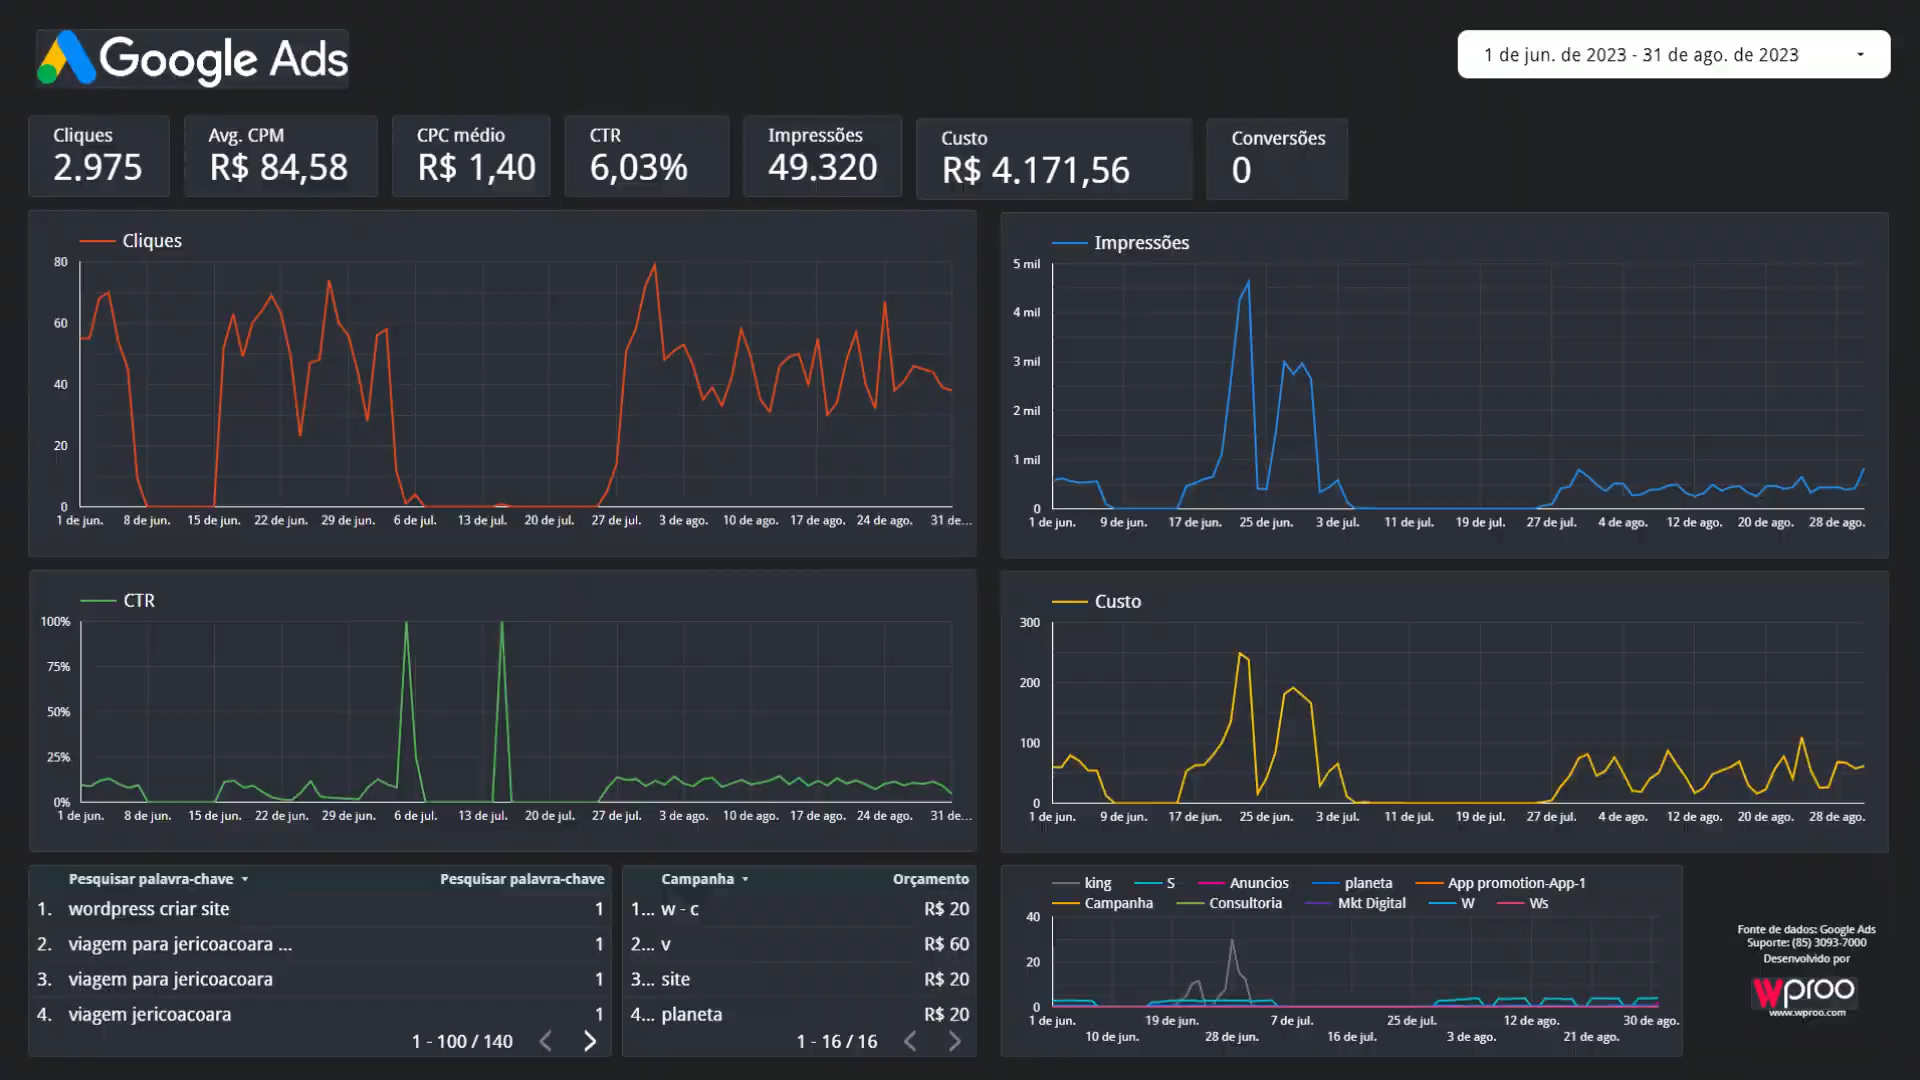 Google Ads
1 de jun. de 2023 - 31 de ago. de 2023
Cliques
2.975
Avg. CPM
R$ 84,58
CPC médio
R$ 1,40
CTR
6,03%
Impressões
49.320
Custo
R$ 4.171,56
Conversões
0
Cliques
80
60
40
20
0
1 de jun. 8 de jun. 15 de jun. 22 de jun. 29 de jun. 6 de jul. 13 de jul. 20 de jul. 27 de jul. 3 de ago. 10 de ago. 17 de ago. 24 de ago. 31 de...
Impressões
5 mil
4 mil
3 mil
2 mil
1 mil
0
1 de jun. 9 de jun. 17 de jun. 25 de jun. 3 de jul. 11 de jul. 19 de jul. 27 de jul. 4 de ago. 12 de ago. 20 de ago. 28 de ago.
CTR
100%
75%
50%
25%
0%
1 de jun. 8 de jun. 15 de jun. 22 de jun. 29 de jun. 6 de jul. 13 de jul. 20 de jul. 27 de jul. 3 de ago. 10 de ago. 17 de ago. 24 de ago. 31 de...
Custo
300
200
100
0
1 de jun. 9 de jun. 17 de jun. 25 de jun. 3 de jul. 11 de jul. 19 de jul. 27 de jul. 4 de ago. 12 de ago. 20 de ago. 28 de ago.
Pesquisar palavra-chave Pesquisar palavra-chave
1. wordpress criar site 1
2. viagem para jericoacoara ... 1
3. viagem para jericoacoara 1
4. viagem jericoacoara 1
1 - 100 / 140
Campanha Orçamento
1... w - c R$ 20
2... v R$ 60
3... site R$ 20
4... planeta R$ 20
1 - 16 / 16
king S Anuncios planeta App promotion-App-1
Campanha Consultoria Mkt Digital W Ws
40
20
0
1 de jun. 19 de jun. 7 de jul. 25 de jul. 12 de ago. 30 de ago.
10 de jun. 28 de jun. 16 de jul. 3 de ago. 21 de ago.
Fonte de dados: Google Ads
Suporte: (85) 3093-7000
Desenvolvido por
Wproo
www.wproo.com